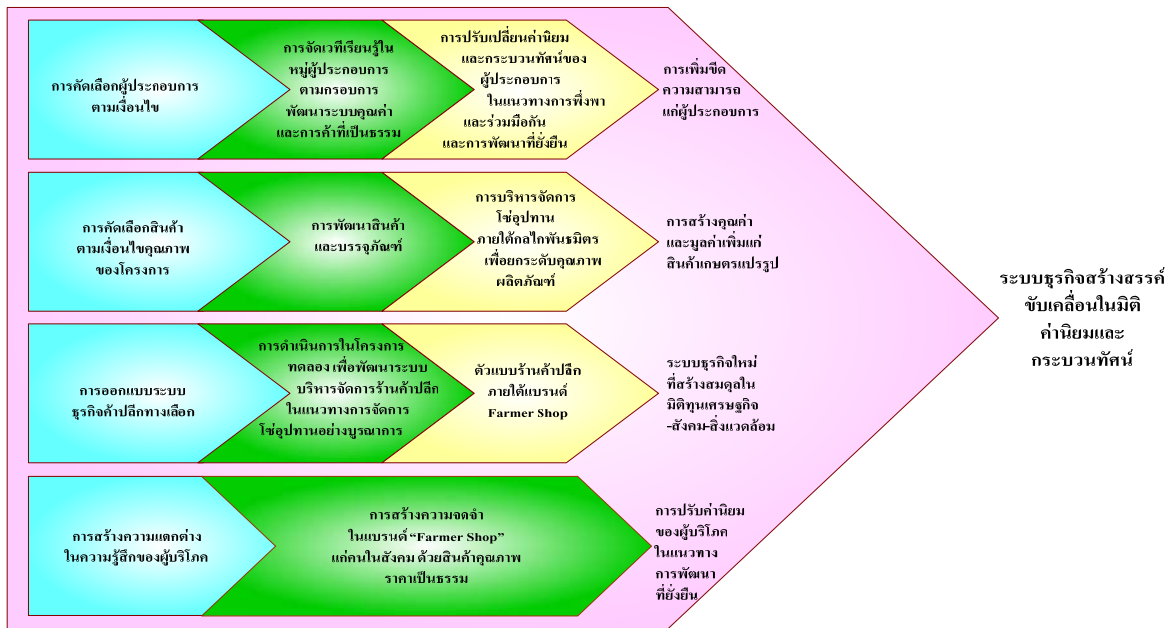 การคัดเลือกผู้ประกอบการ
ตามเงื่อนไข
การจัดเวทีเรียนรู้ใน
หมู่ผู้ประกอบการ
ตามกรอบการ
พัฒนาระบบคุณค่า
และการค้าที่เป็นธรรม
การปรับเปลี่ยนค่านิยม
และกระบวนทัศน์ของ
ผู้ประกอบการ
ในแนวทางการพึ่งพา
และร่วมมือกัน
และการพัฒนาที่ยั่งยืน
การเพิ่มขีด
ความสามารถ
แก่ผู้ประกอบการ
การคัดเลือกสินค้า
ตามเงื่อนไขคุณภาพ
ของโครงการ
การพัฒนาสินค้า
และบรรจุภัณฑ์
การบริหารจัดการ
โซ่อุปทาน
ภายใต้กลไกพันธมิตร
เพื่อยกระดับคุณภาพ
ผลิตภัณฑ์
การสร้างคุณค่า
และมูลค่าเพิ่มแก่
สินค้าเกษตรแปรรูป
การออกแบบระบบ
ธุรกิจค้าปลีกทางเลือก
การดำเนินการในโครงการ
ทดลอง เพื่อพัฒนาระบบ
บริหารจัดการร้านค้าปลีก
ในแนวทางการจัดการ
โซ่อุปทานอย่างบูรณาการ
ตัวแบบร้านค้าปลีก
ภายใต้แบรนด์
Farmer Shop
ระบบธุรกิจใหม่
ที่สร้างสมดุลใน
มิติทุนเศรษฐกิจ
-สังคม-สิ่งแวดล้อม
การสร้างความแตกต่าง
ในความรู้สึกของผู้บริโภค
การสร้างความจดจำ
ในแบรนด์ “Farmer Shop”
แก่คนในสังคม ด้วยสินค้าคุณภาพ
ราคาเป็นธรรม
การปรับค่านิยม
ของผู้บริโภค
ในแนวทาง
การพัฒนา
ที่ยั่งยืน
ระบบธุรกิจสร้างสรรค์
ขับเคลื่อนในมิติ
ค่านิยมและ
กระบวนทัศน์